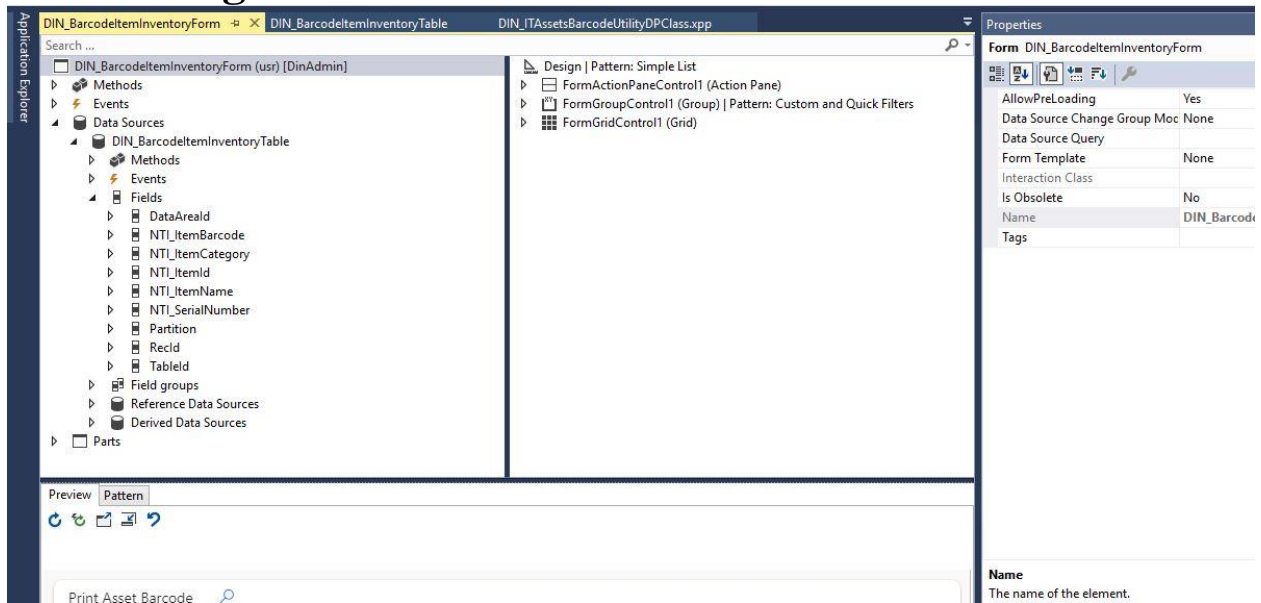 DIN_BarcodeItemInventoryForm
DIN_BarcodeItemInventoryTable
DIN_ITAssetsBarcodeUtilityDPClass.xpp
Application Explorer
Search ...
DIN_BarcodeItemInventoryForm (usr) [DinAdmin]
Methods
Events
Data Sources
DIN_BarcodeItemInventoryTable
Methods
Events
Fields
DataAreaId
NTI_ItemBarcode
NTI_ItemCategory
NTI_ItemId
NTI_ItemName
NTI_SerialNumber
Partition
RecId
TableId
Field groups
Reference Data Sources
Derived Data Sources
Parts
Design | Pattern: Simple List
FormActionPaneControl1 (Action Pane)
FormGroupControl1 (Group) | Pattern: Custom and Quick Filters
FormGridControl1 (Grid)
Preview Pattern
Print Asset Barcode
Properties
Form DIN_BarcodeItemInventoryForm
AllowPreLoading Yes
Data Source Change Group Moc None
Data Source Query
Form Template None
Interaction Class
Is Obsolete No
Name DIN_Barcode
Tags
Name
The name of the element.